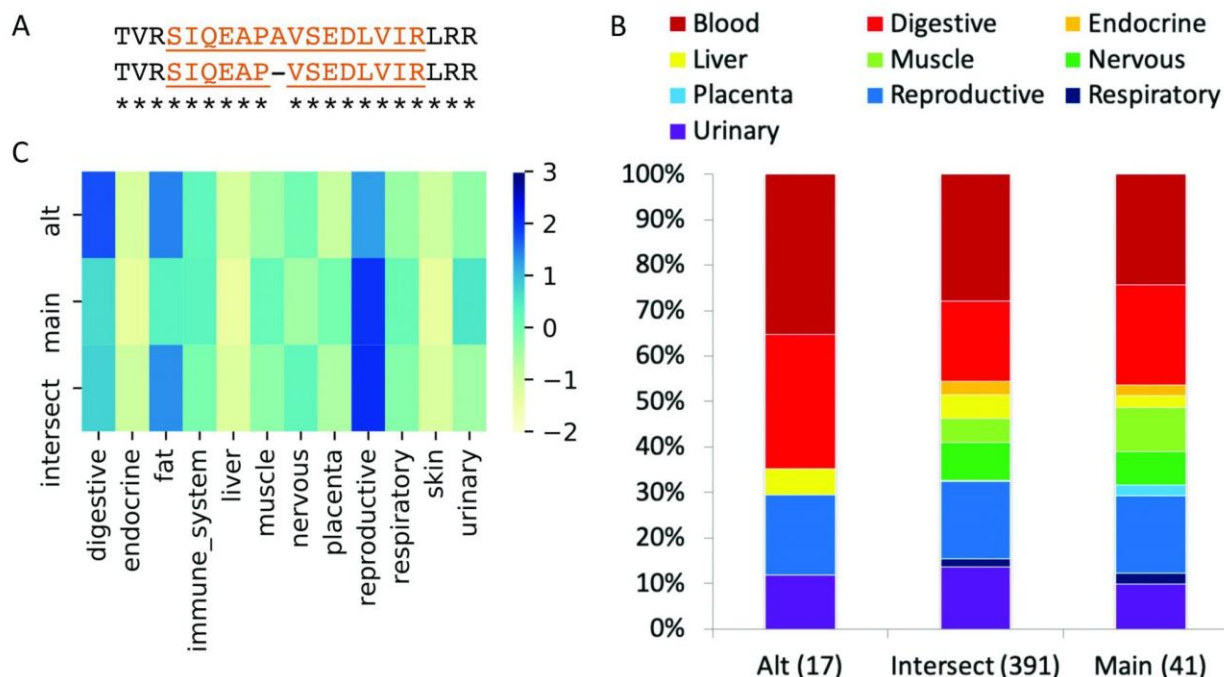 A
TVRSIQEAPAVSEDLVIRLRR
TVRSIQEAP-VSEDLVIRLRR
********* ***********
B
Blood Digestive Endocrine
Liver Muscle Nervous
Placenta Reproductive Respiratory
Urinary
100%
90%
80%
70%
60%
50%
40%
30%
20%
10%
0%
Alt (17) Intersect (391) Main (41)
C
alt
main
intersect
3
2
1
0
−1
−2
digestive
endocrine
fat
immune_system
liver
muscle
nervous
placenta
reproductive
respiratory
skin
urinary